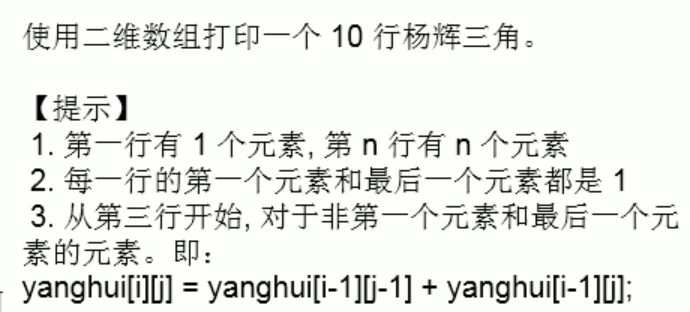 使用二维数组打印一个 10 行杨辉三角。
【提示】
1. 第一行有 1 个元素, 第 n 行有 n 个元素
2. 每一行的第一个元素和最后一个元素都是 1
3. 从第三行开始, 对于非第一个元素和最后一个元
素的元素。即：
yanghui[i][j] = yanghui[i-1][j-1] + yanghui[i-1][j];